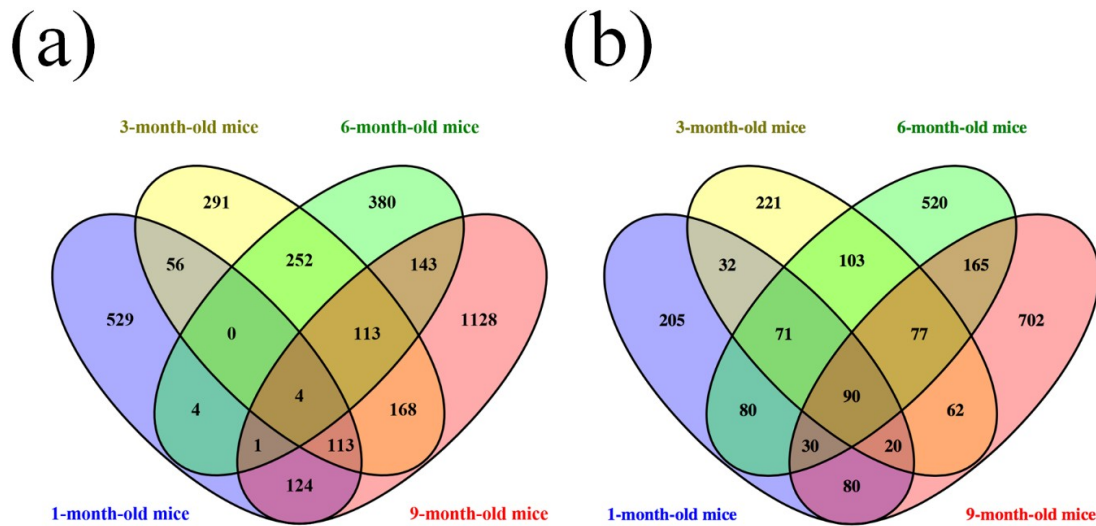 (a) (b)
3-month-old mice 6-month-old mice 3-month-old mice 6-month-old mice
291 380 221 520
56 252 143 32 103 165
529 0 113 1128 205 71 77 702
4 4 168 80 90 62
1 113 30 20
124 80
1-month-old mice 9-month-old mice 1-month-old mice 9-month-old mice